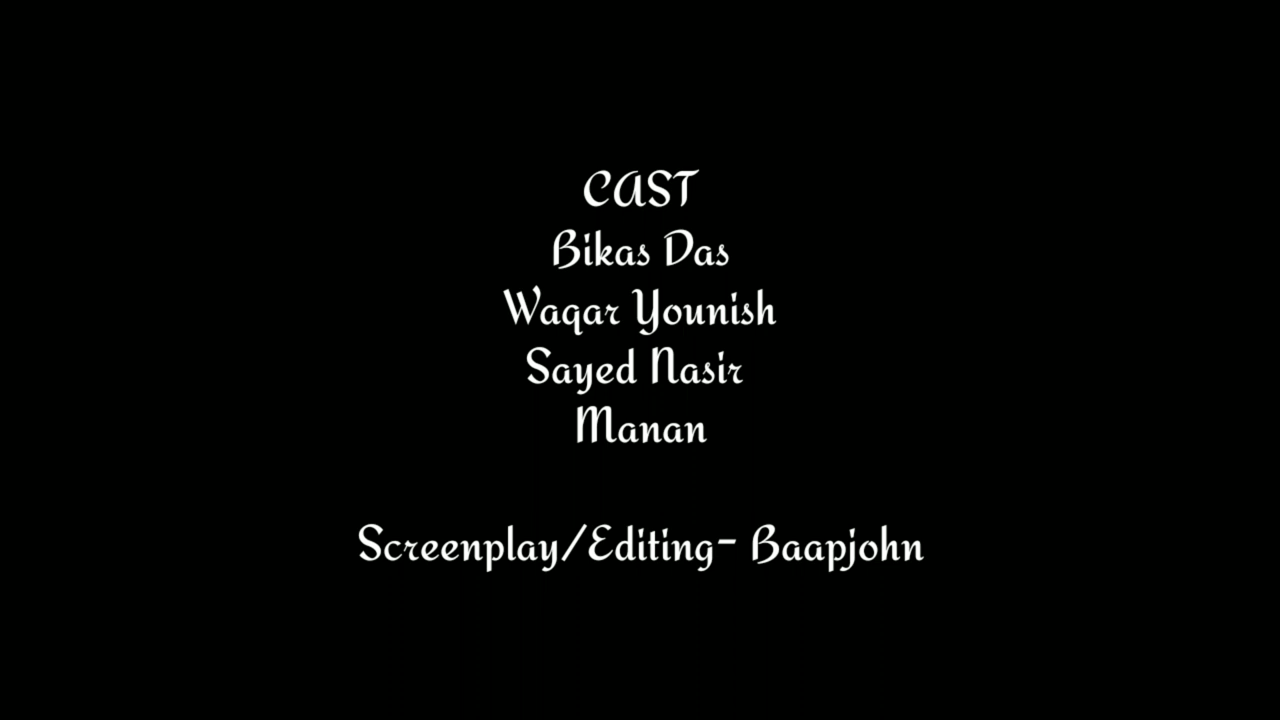 CAST
Bikas Das
Waqar Younish
Sayed Nasir
Manan
Screenplay/Editing- Baapjohn